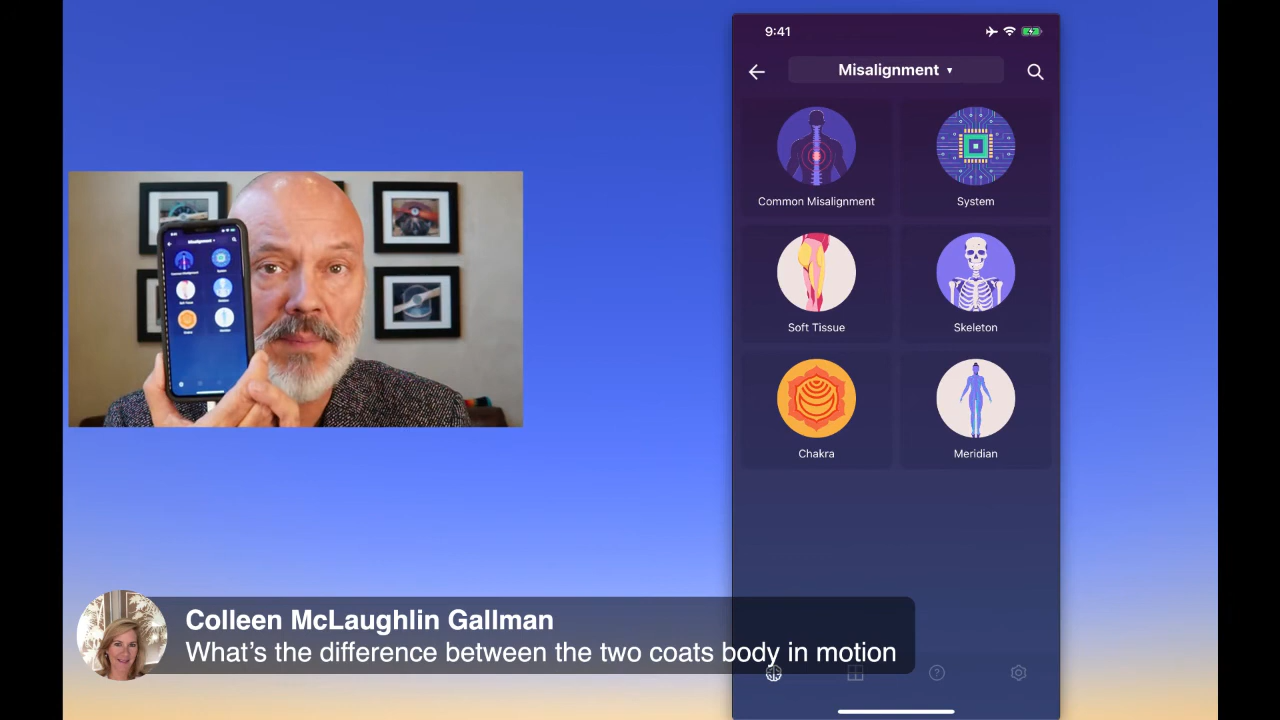 9:41
Misalignment ▾
Common Misalignment
System
Soft Tissue
Skeleton
Chakra
Meridian
Misalignment
Colleen McLaughlin Gallman
What's the difference between the two coats body in motion